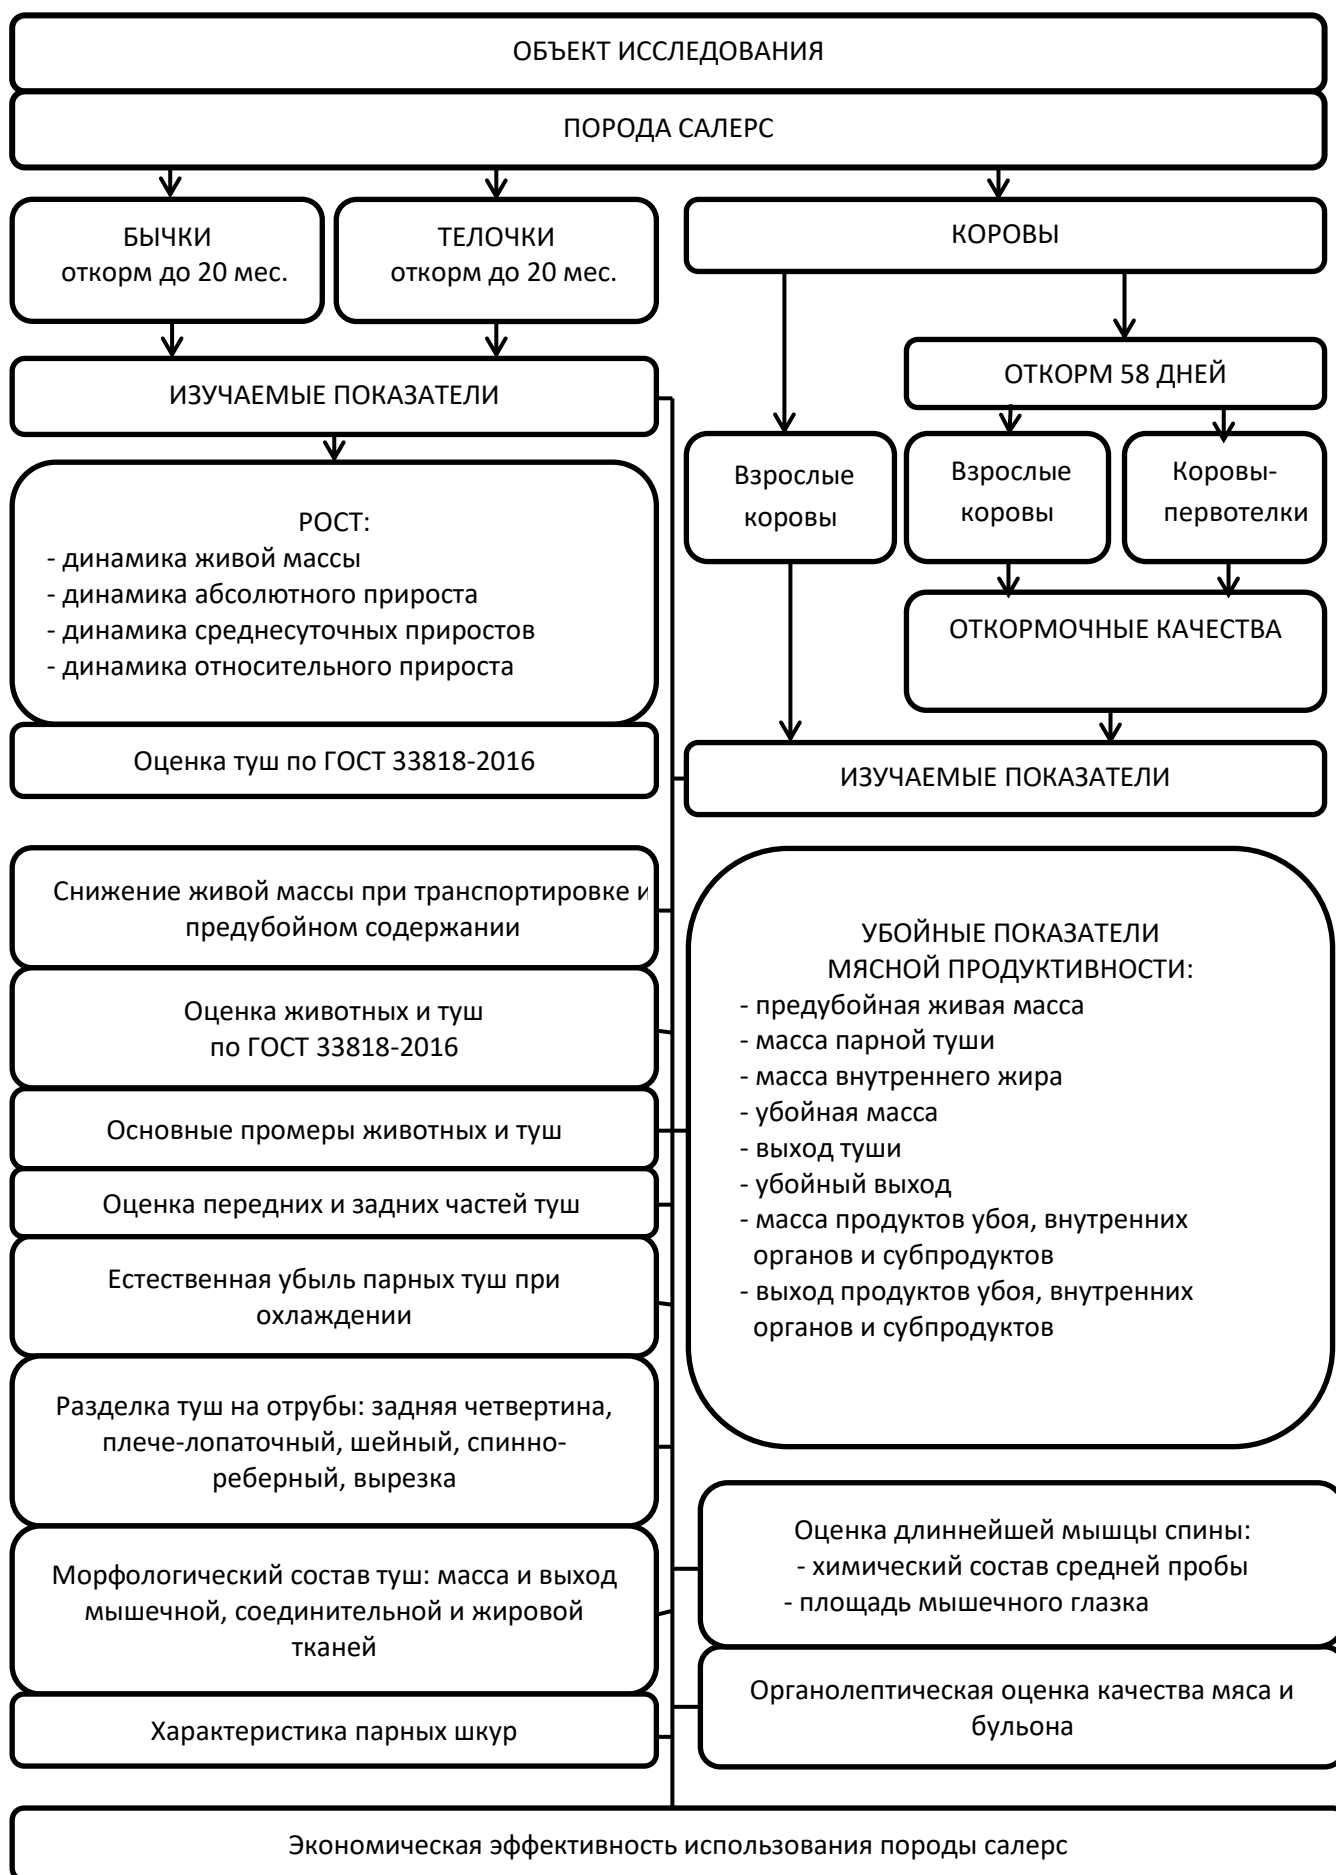 ОБЪЕКТ ИССЛЕДОВАНИЯ
ПОРОДА САЛЕРС
БЫЧКИ
откорм до 20 мес.
ТЕЛОЧКИ
откорм до 20 мес.
КОРОВЫ
ИЗУЧАЕМЫЕ ПОКАЗАТЕЛИ
ОТКОРМ 58 ДНЕЙ
Взрослые
коровы
Взрослые
коровы
Коровы-
первотелки
РОСТ:
- динамика живой массы
- динамика абсолютного прироста
- динамика среднесуточных приростов
- динамика относительного прироста
ОТКОРМОЧНЫЕ КАЧЕСТВА
Оценка туш по ГОСТ 33818-2016
ИЗУЧАЕМЫЕ ПОКАЗАТЕЛИ
Снижение живой массы при транспортировке и
предубойном содержании
Оценка животных и туш
по ГОСТ 33818-2016
Основные промеры животных и туш
Оценка передних и задних частей туш
Естественная убыль парных туш при
охлаждении
Разделка туш на отрубы: задняя четвертина,
плече-лопаточный, шейный, спинно-
реберный, вырезка
Морфологический состав туш: масса и выход
мышечной, соединительной и жировой
тканей
Характеристика парных шкур
УБОЙНЫЕ ПОКАЗАТЕЛИ
МЯСНОЙ ПРОДУКТИВНОСТИ:
- предубойная живая масса
- масса парной туши
- масса внутреннего жира
- убойная масса
- выход туши
- убойный выход
- масса продуктов убоя, внутренних
органов и субпродуктов
- выход продуктов убоя, внутренних
органов и субпродуктов
Оценка длиннейшей мышцы спины:
- химический состав средней пробы
- площадь мышечного глазка
Органолептическая оценка качества мяса и
бульона
Экономическая эффективность использования породы салерс